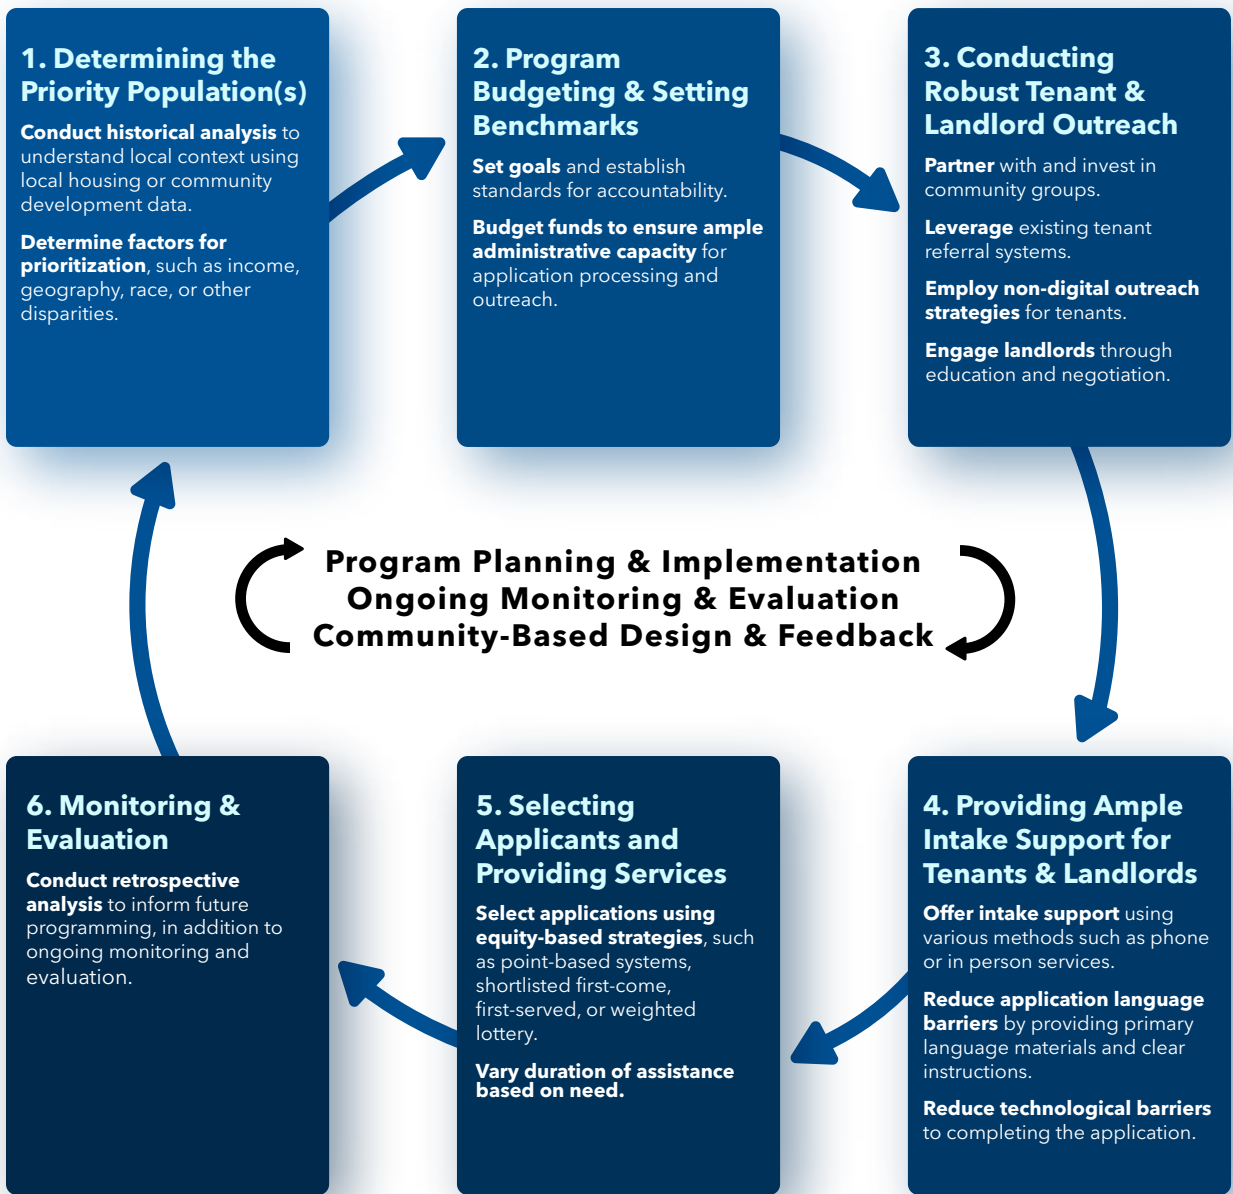 1. Determining the
Priority Population(s)
Conduct historical analysis to
understand local context using
local housing or community
development data.
Determine factors for
prioritization, such as income,
geography, race, or other
disparities.
2. Program
Budgeting & Setting
Benchmarks
Set goals and establish
standards for accountability.
Budget funds to ensure ample
administrative capacity for
application processing and
outreach.
3. Conducting
Robust Tenant &
Landlord Outreach
Partner with and invest in
community groups.
Leverage existing tenant
referral systems.
Employ non-digital outreach
strategies for tenants.
Engage landlords through
education and negotiation.
Program Planning & Implementation
Ongoing Monitoring & Evaluation
Community-Based Design & Feedback
4. Providing Ample
Intake Support for
Tenants & Landlords
Offer intake support using
various methods such as phone
or in person services.
Reduce application language
barriers by providing primary
language materials and clear
instructions.
Reduce technological barriers
to completing the application.
5. Selecting
Applicants and
Providing Services
Select applications using
equity-based strategies, such
as point-based systems,
shortlisted first-come,
first-served, or weighted
lottery.
Vary duration of assistance
based on need.
6. Monitoring &
Evaluation
Conduct retrospective
analysis to inform future
programming, in addition to
ongoing monitoring and
evaluation.